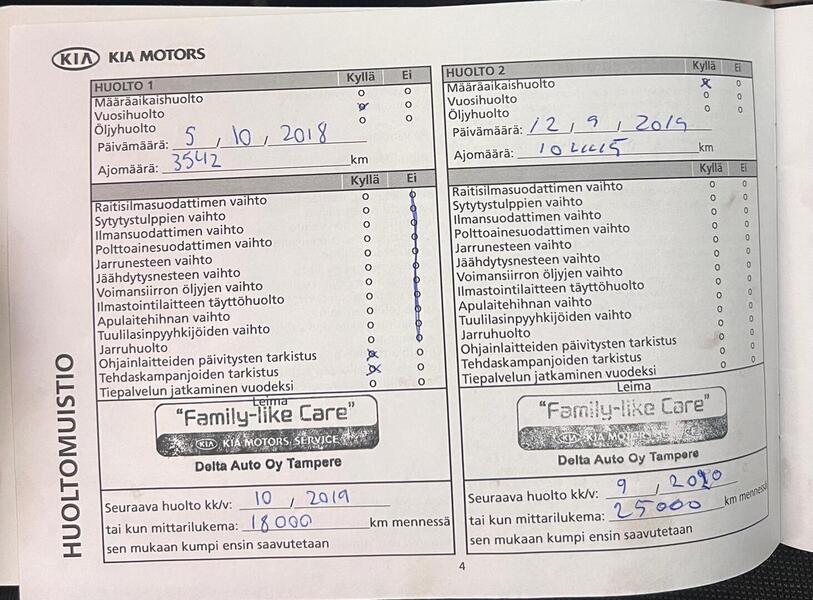 KIA KIA MOTORS
HUOLTO 1 Kyllä Ei
Määräaikaishuolto o o
Vuosihuolto x o
Öljyhuolto o o
Päivämäärä: 5 , 10 , 2018
Ajomäärä: 3542 km
Kyllä Ei
Raitisilmasuodattimen vaihto o o
Sytytystulppien vaihto o o
Ilmansuodattimen vaihto o o
Polttoainesuodattimen vaihto o o
Jarrunesteen vaihto o o
Jäähdytysnesteen vaihto o o
Voimansiirron öljyjen vaihto o o
Ilmastointilaitteen täyttöhuolto o o
Apulaitehihnan vaihto o o
Tuulilasinpyyhkijöiden vaihto o o
Jarruhuolto o o
Ohjainlaitteiden päivitysten tarkistus x o
Tehdaskampanjoiden tarkistus x o
Tiepalvelun jatkaminen vuodeksi o o
Leima
"Family-like Care"
KIA KIA MOTORS SERVICE
Delta Auto Oy Tampere
Seuraava huolto kk/v: 10 , 2019
tai kun mittarilukema: 18000 km mennessä
sen mukaan kumpi ensin saavutetaan
HUOLTO 2 Kyllä Ei
Määräaikaishuolto x o
Vuosihuolto o o
Öljyhuolto o o
Päivämäärä: 12 , 9 , 2019
Ajomäärä: km
Kyllä Ei
Raitisilmasuodattimen vaihto o o
Sytytystulppien vaihto o o
Ilmansuodattimen vaihto o o
Polttoainesuodattimen vaihto o o
Jarrunesteen vaihto o o
Jäähdytysnesteen vaihto o o
Voimansiirron öljyjen vaihto o o
Ilmastointilaitteen täyttöhuolto o o
Apulaitehihnan vaihto o o
Tuulilasinpyyhkijöiden vaihto o o
Jarruhuolto o o
Ohjainlaitteiden päivitysten tarkistus o o
Tehdaskampanjoiden tarkistus o o
Tiepalvelun jatkaminen vuodeksi o o
Leima
"Family-like Care"
KIA KIA MOTORS SERVICE
Delta Auto Oy Tampere
Seuraava huolto kk/v: 9 , 2020
tai kun mittarilukema: 25000 km mennessä
sen mukaan kumpi ensin saavutetaan
HUOLTOMUISTIO
4